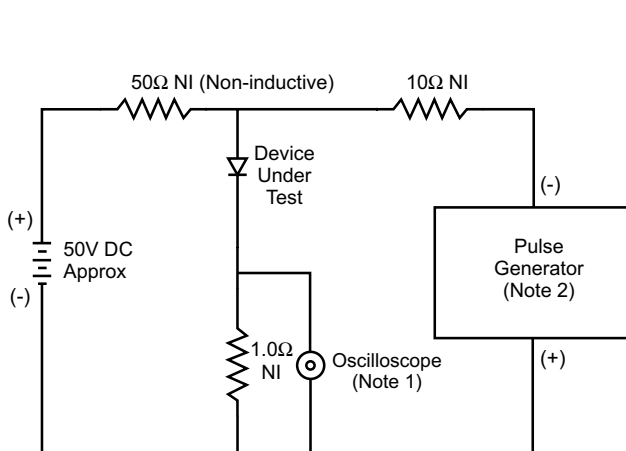 50Ω NI (Non-inductive)
10Ω NI
Device
Under
Test
(-)
(+)
50V DC
Approx
(-)
Pulse
Generator
(Note 2)
1.0Ω
NI
Oscilloscope
(Note 1)
(+)